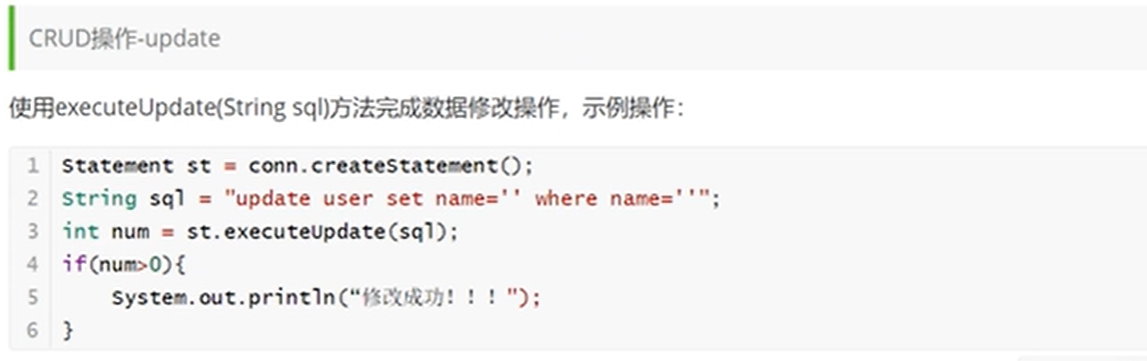 CRUD操作-update
使用executeUpdate(String sql)方法完成数据修改操作，示例操作：
1 Statement st = conn.createStatement();
2 String sql = "update user set name='' where name=''";
3 int num = st.executeUpdate(sql);
4 if(num>0){
5     System.out.println(“修改成功！！！");
6 }